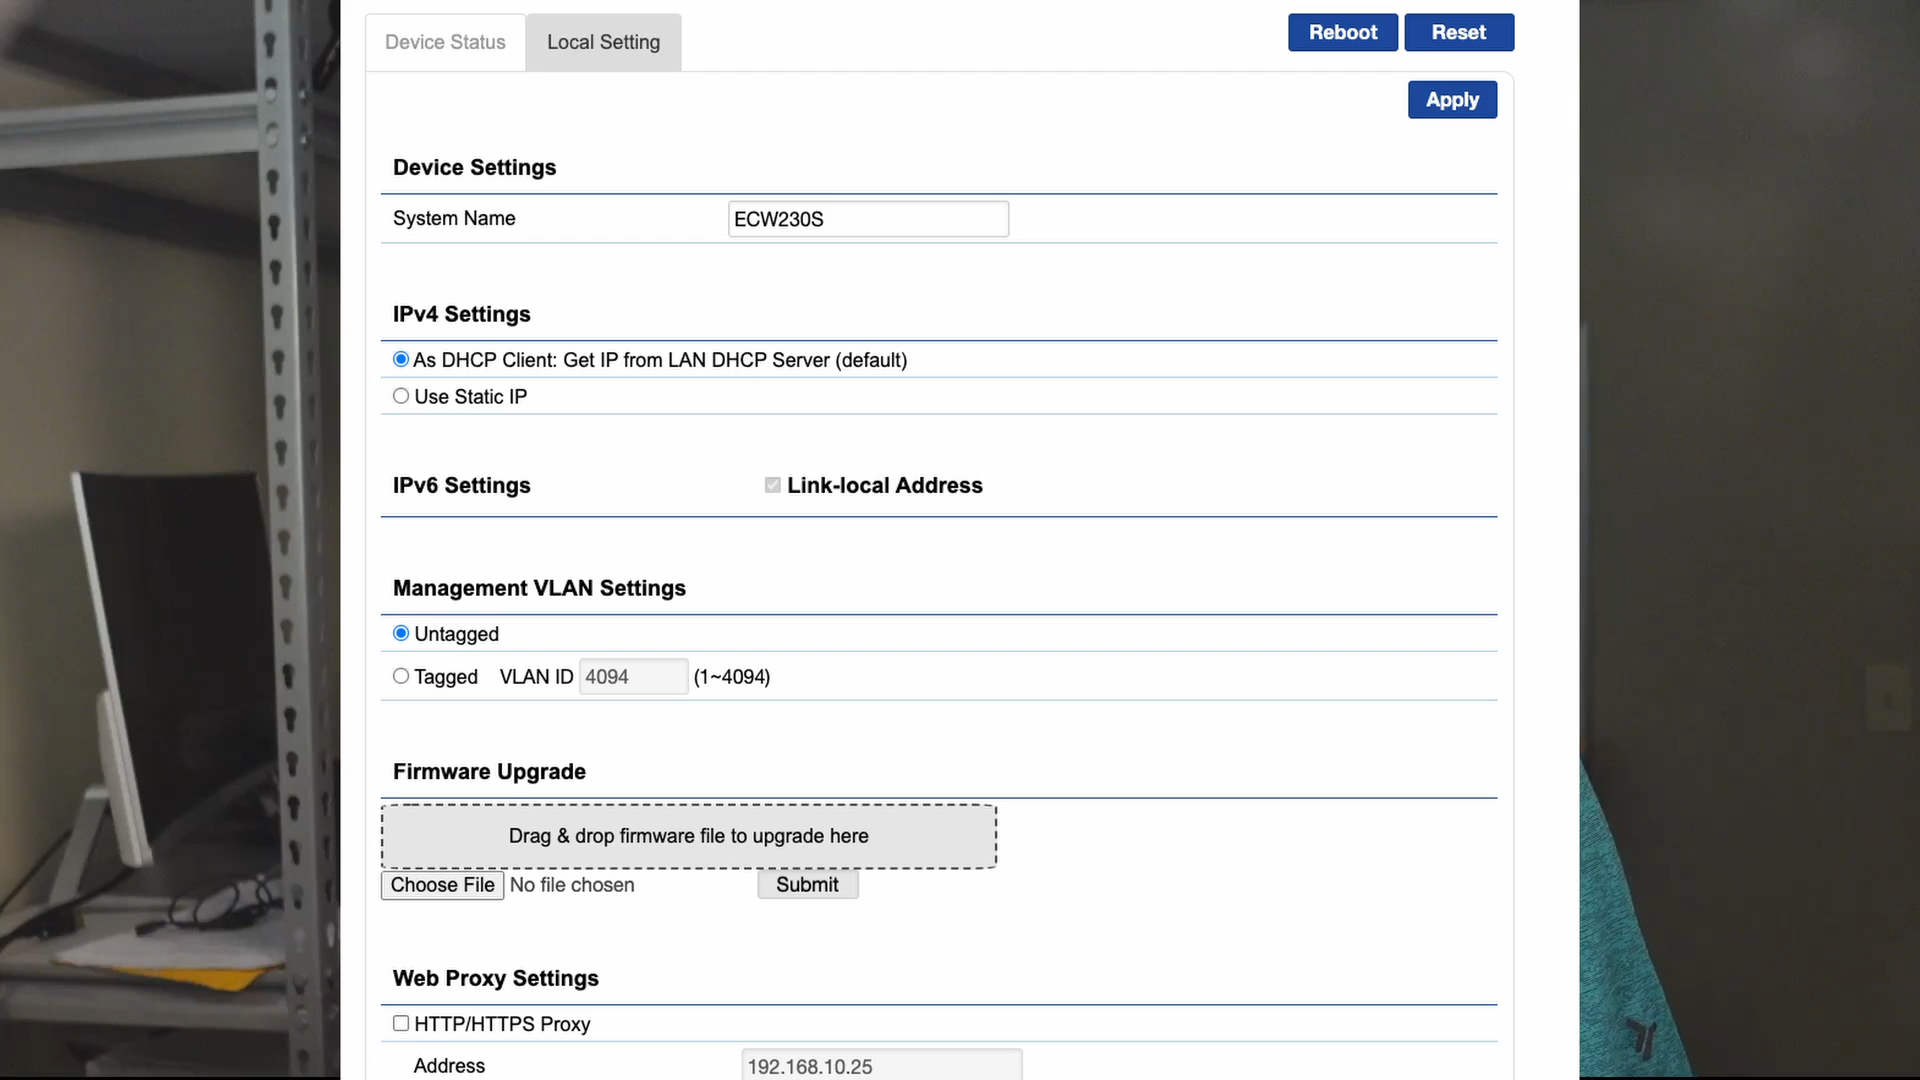 Device Status Local Setting Reboot Reset
Apply
Device Settings
System Name ECW230S
IPv4 Settings
As DHCP Client: Get IP from LAN DHCP Server (default)
Use Static IP
IPv6 Settings Link-local Address
Management VLAN Settings
Untagged
Tagged VLAN ID 4094 (1~4094)
Firmware Upgrade
Drag & drop firmware file to upgrade here
Choose File No file chosen Submit
Web Proxy Settings
HTTP/HTTPS Proxy
Address 192.168.10.25